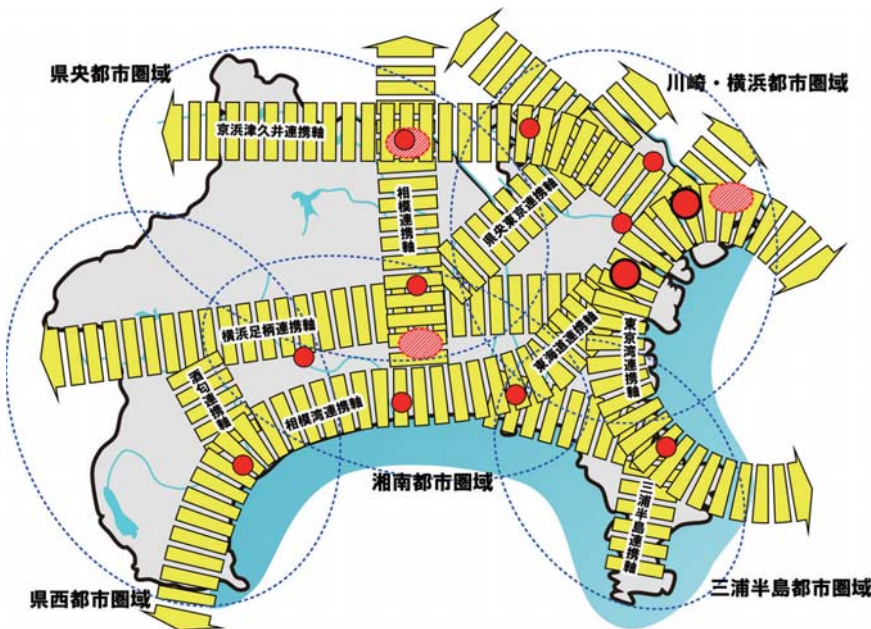 県央都市圏域
川崎・横浜都市圏域
京浜津久井連携軸
相模連携軸
県央東京連携軸
横浜足柄連携軸
東海道連携軸
東京湾連携軸
酒匂連携軸
相模湾連携軸
湘南都市圏域
三浦半島連携軸
県西都市圏域
三浦半島都市圏域